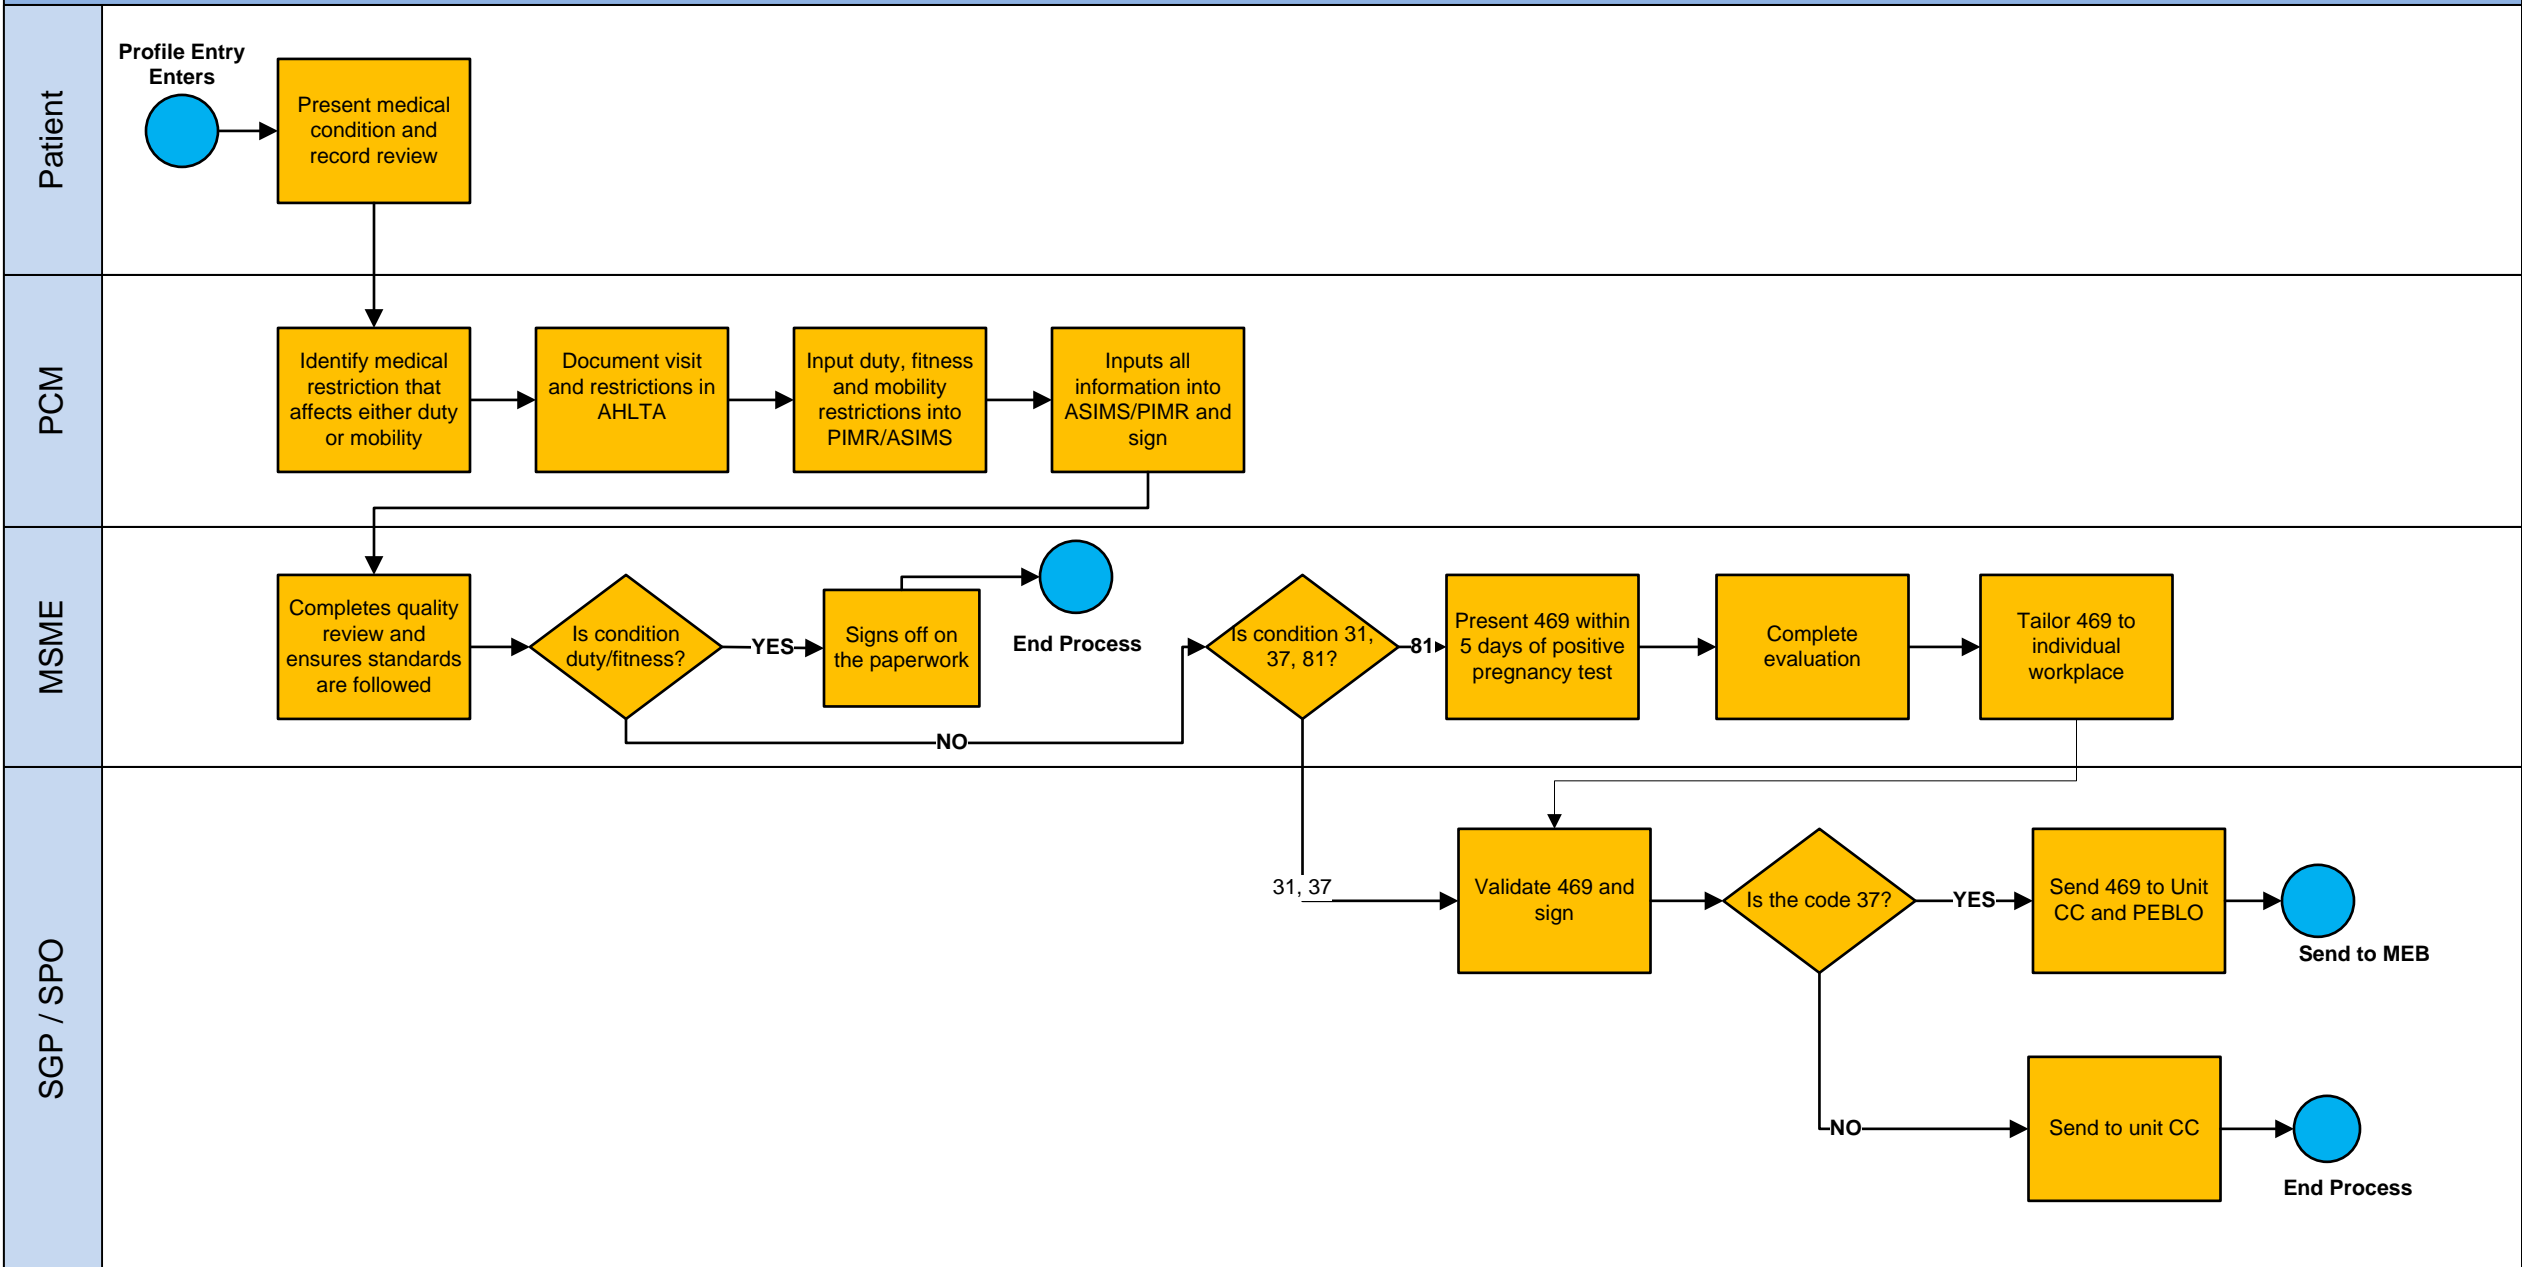 Patient
Profile Entry
Enters
Present medical
condition and
record review
PCM
Identify medical
restriction that
affects either duty
or mobility
Document visit
and restrictions in
AHLTA
Input duty, fitness
and mobility
restrictions into
PIMR/ASIMS
Inputs all
information into
ASIMS/PIMR and
sign
MSME
Completes quality
review and
ensures standards
are followed
Is condition
duty/fitness?
YES
Signs off on
the paperwork
End Process
NO
Is condition 31,
37, 81?
81
Present 469 within
5 days of positive
pregnancy test
Complete
evaluation
Tailor 469 to
individual
workplace
SGP / SPO
31, 37
Validate 469 and
sign
Is the code 37?
YES
Send 469 to Unit
CC and PEBLO
Send to MEB
NO
Send to unit CC
End Process